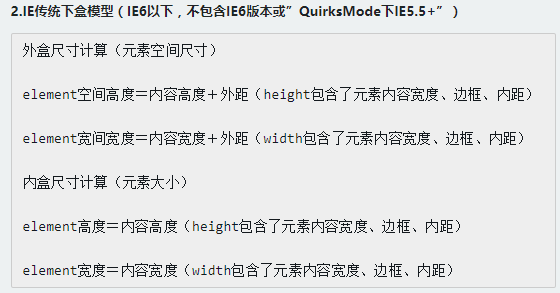 2.IE传统下盒模型（IE6以下，不包含IE6版本或”QuirksMode下IE5.5+”）
外盒尺寸计算（元素空间尺寸）
element空间高度＝内容高度＋外距（height包含了元素内容宽度、边框、内距）
element宽间宽度＝内容宽度＋外距（width包含了元素内容宽度、边框、内距）
内盒尺寸计算（元素大小）
element高度＝内容高度（height包含了元素内容宽度、边框、内距）
element宽度＝内容宽度（width包含了元素内容宽度、边框、内距）